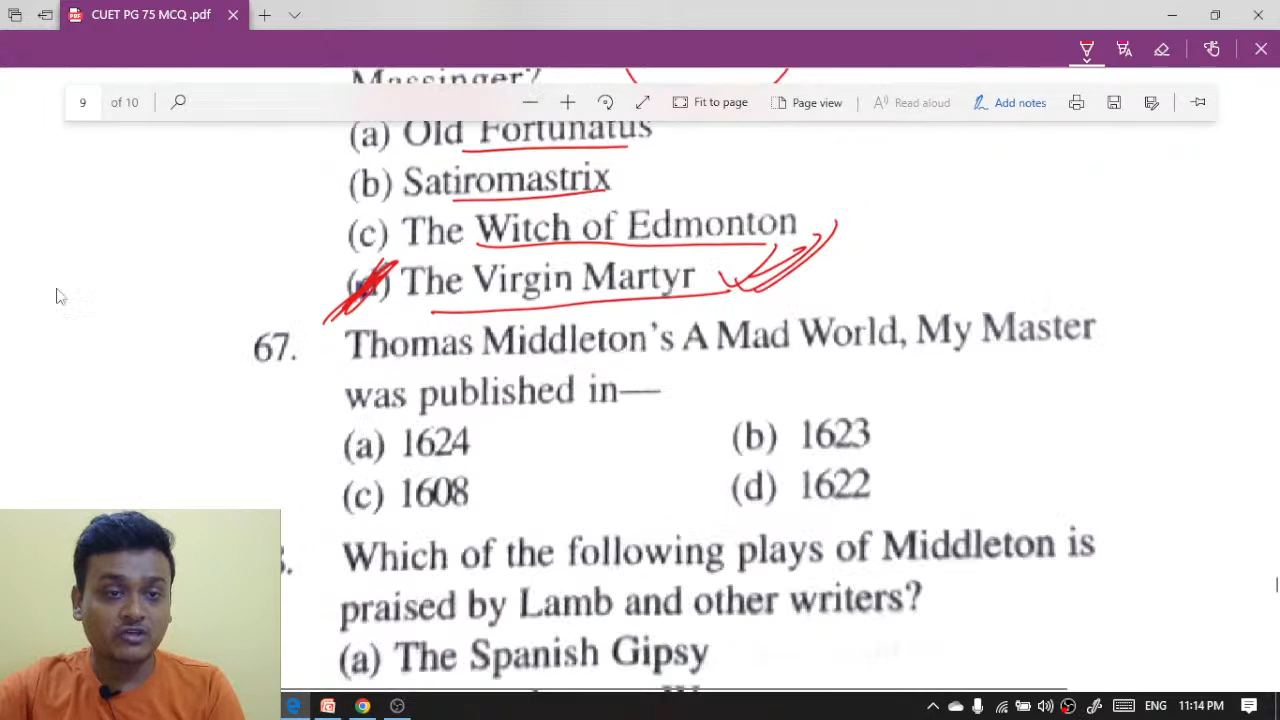 CUET PG 75 MCQ .pdf
Massinger?
9 of 10 Fit to page Page view Read aloud Add notes
(a) Old Fortunatus
(b) Satiromastrix
(c) The Witch of Edmonton
(d) The Virgin Martyr
67. Thomas Middleton's A Mad World, My Master
was published in—
(a) 1624 (b) 1623
(c) 1608 (d) 1622
Which of the following plays of Middleton is
praised by Lamb and other writers?
(a) The Spanish Gipsy
ENG 11:14 PM